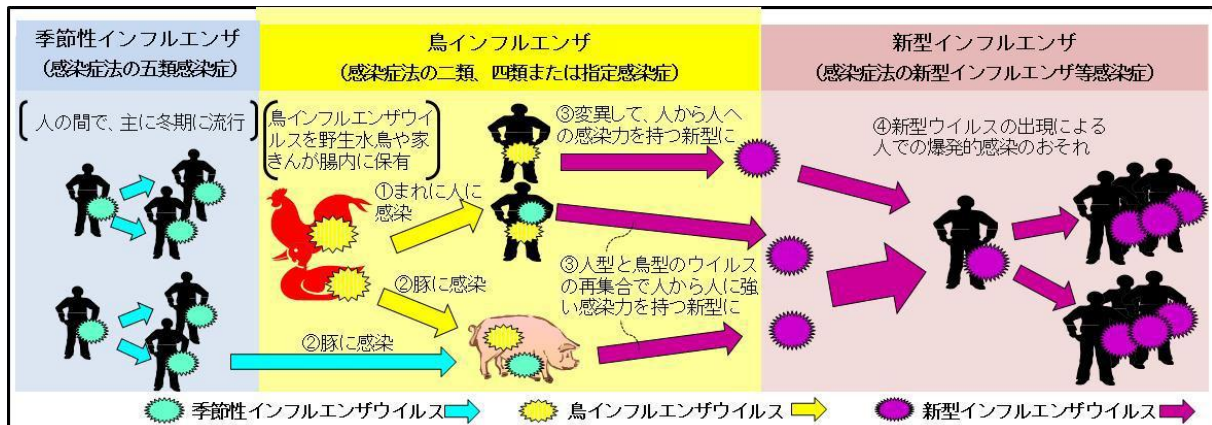 季節性インフルエンザ
(感染症法の五類感染症)
鳥インフルエンザ
(感染症法の二類、四類または指定感染症)
新型インフルエンザ
(感染症法の新型インフルエンザ等感染症)
人の間で、主に冬期に流行
鳥インフルエンザウイ
ルスを野生水鳥や家
きんが腸内に保有
①まれに人に
感染
②豚に感染
②豚に感染
③変異して、人から人へ
の感染力を持つ新型に
③人型と鳥型のウイルス
の再集合で人から人に強
い感染力を持つ新型に
④新型ウイルスの出現による
人での爆発的感染のおそれ
季節性インフルエンザウイルス
鳥インフルエンザウイルス
新型インフルエンザウイルス